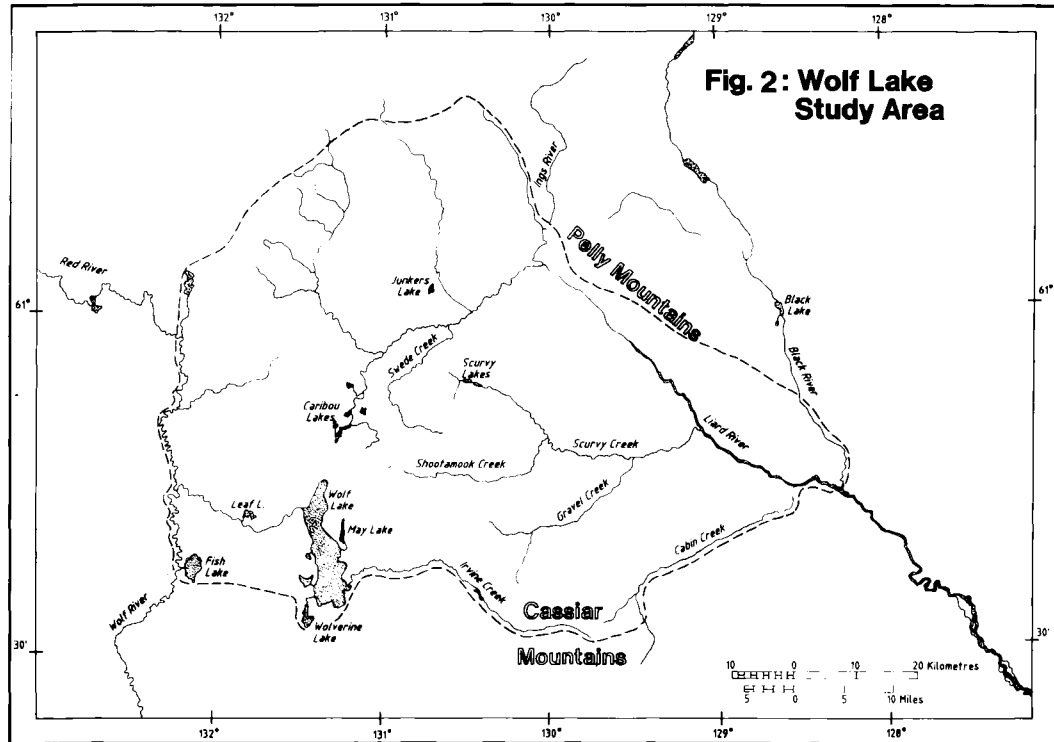 132°
131°
130°
129°
128°
Fig. 2: Wolf Lake
Study Area
Ings River
Pelly Mountains
Red River
Junkers
Lake
61°
61°
Black
Lake
Swede Creek
Scurvy
Lakes
Black River
Caribou
Lakes
Liard River
Scurvy Creek
Shootamook Creek
Wolf
Lake
Leaf L.
May Lake
Gravel Creek
Cabin Creek
Fish
Lake
Irvine Creek
Wolf River
Wolverine
Lake
Cassiar
Mountains
30'
30'
10 0 10 20 Kilometres
5 0 5 10 Miles
132°
131°
130°
129°
128°